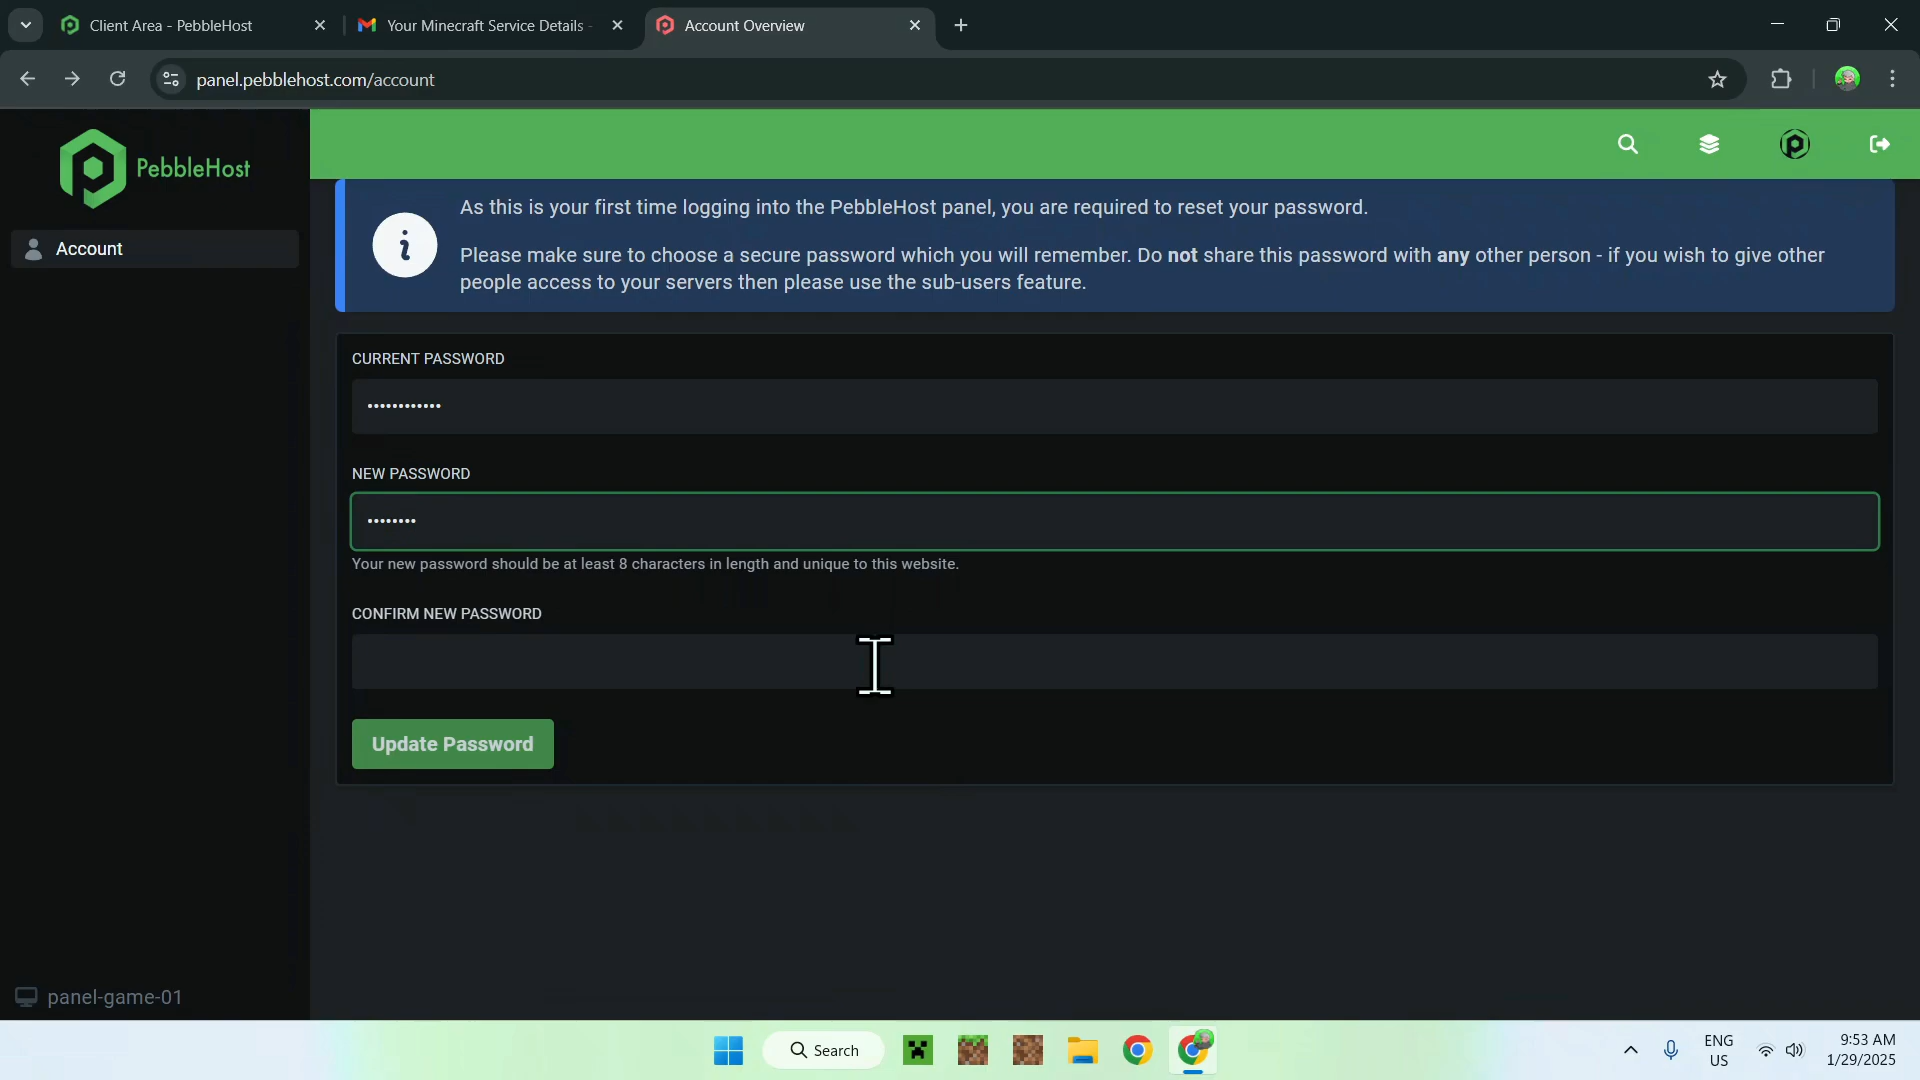 Client Area - PebbleHost
Your Minecraft Service Details -
Account Overview
panel.pebblehost.com/account
PebbleHost
Account
As this is your first time logging into the PebbleHost panel, you are required to reset your password.
Please make sure to choose a secure password which you will remember. Do not share this password with any other person - if you wish to give other
people access to your servers then please use the sub-users feature.
CURRENT PASSWORD
••••••••••••
NEW PASSWORD
••••••••
Your new password should be at least 8 characters in length and unique to this website.
CONFIRM NEW PASSWORD
Update Password
panel-game-01
Search
ENG
US
9:53 AM
1/29/2025